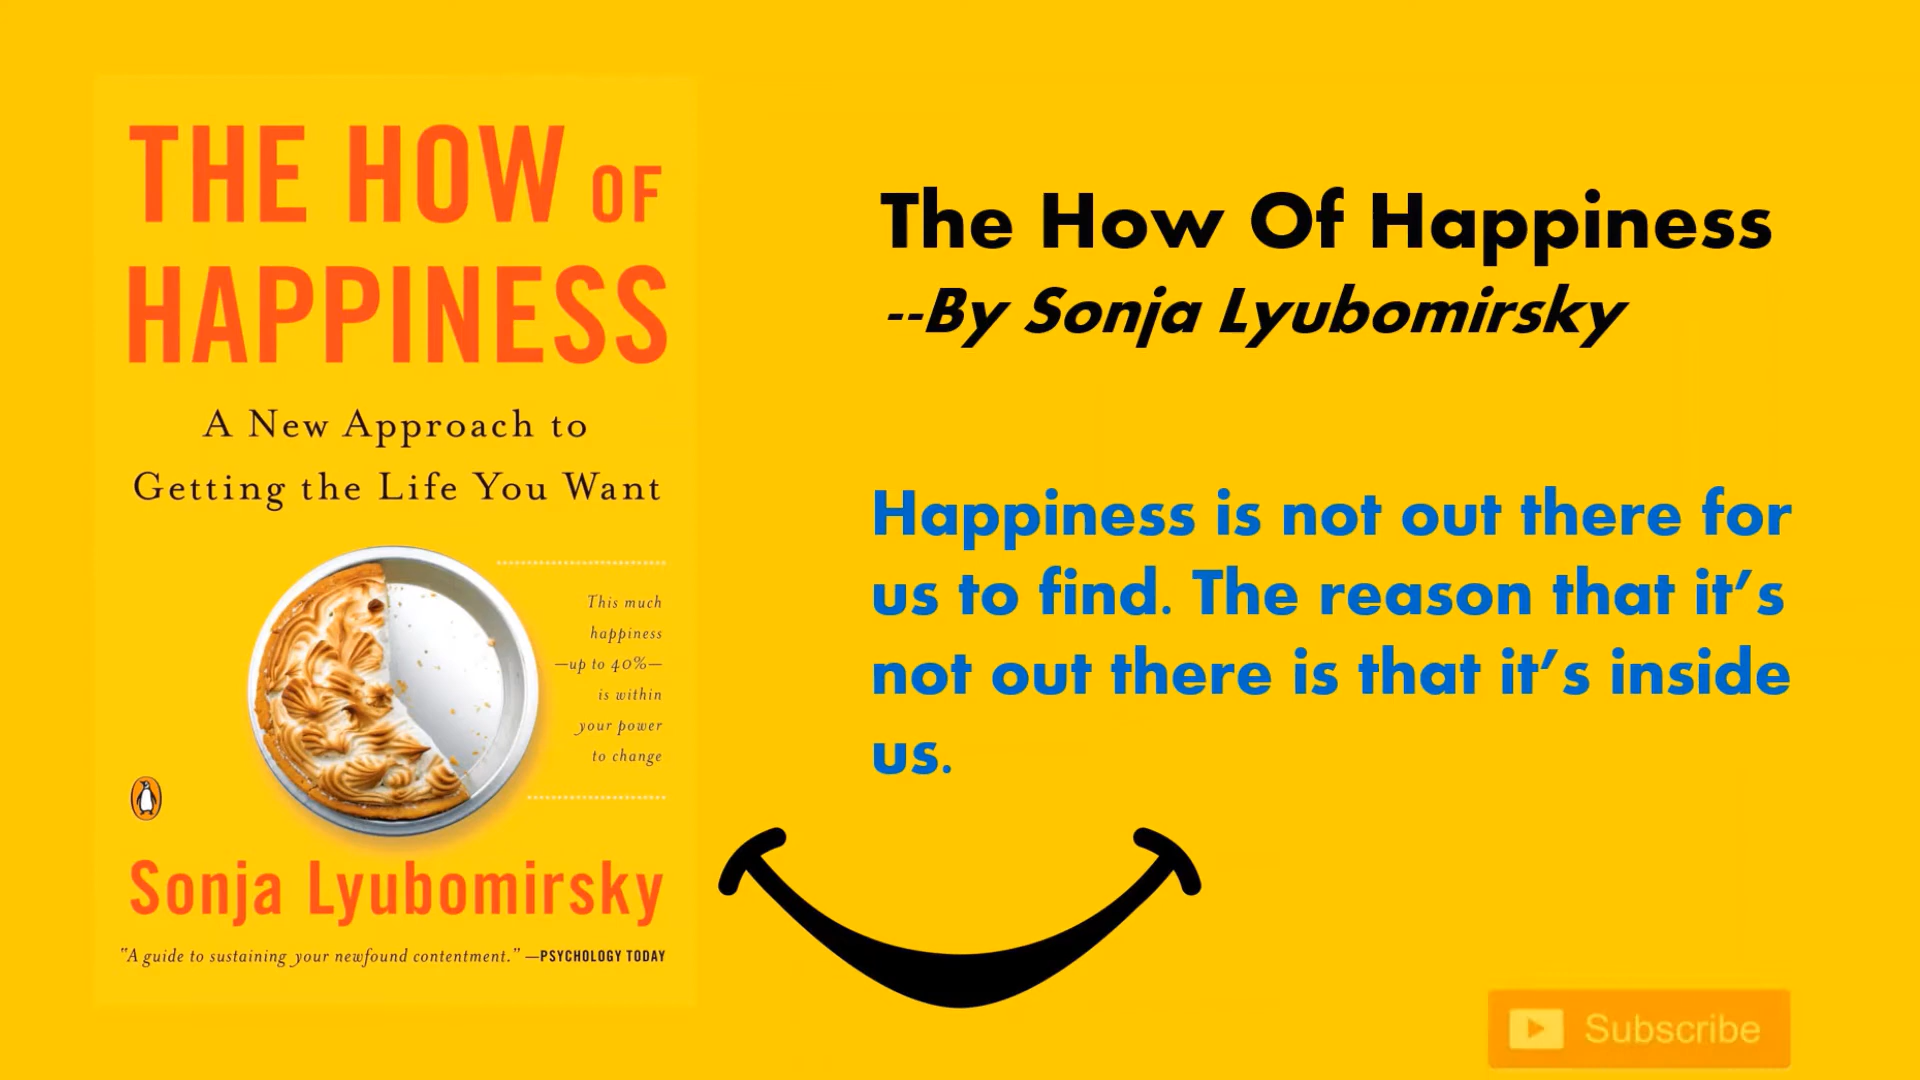 THE HOW OF
HAPPINESS
A New Approach to
Getting the Life You Want
This much
happiness
—up to 40%—
is within
your power
to change
Sonja Lyubomirsky
"A guide to sustaining your newfound contentment." —PSYCHOLOGY TODAY
The How Of Happiness
--By Sonja Lyubomirsky
Happiness is not out there for
us to find. The reason that it’s
not out there is that it’s inside
us.
Subscribe